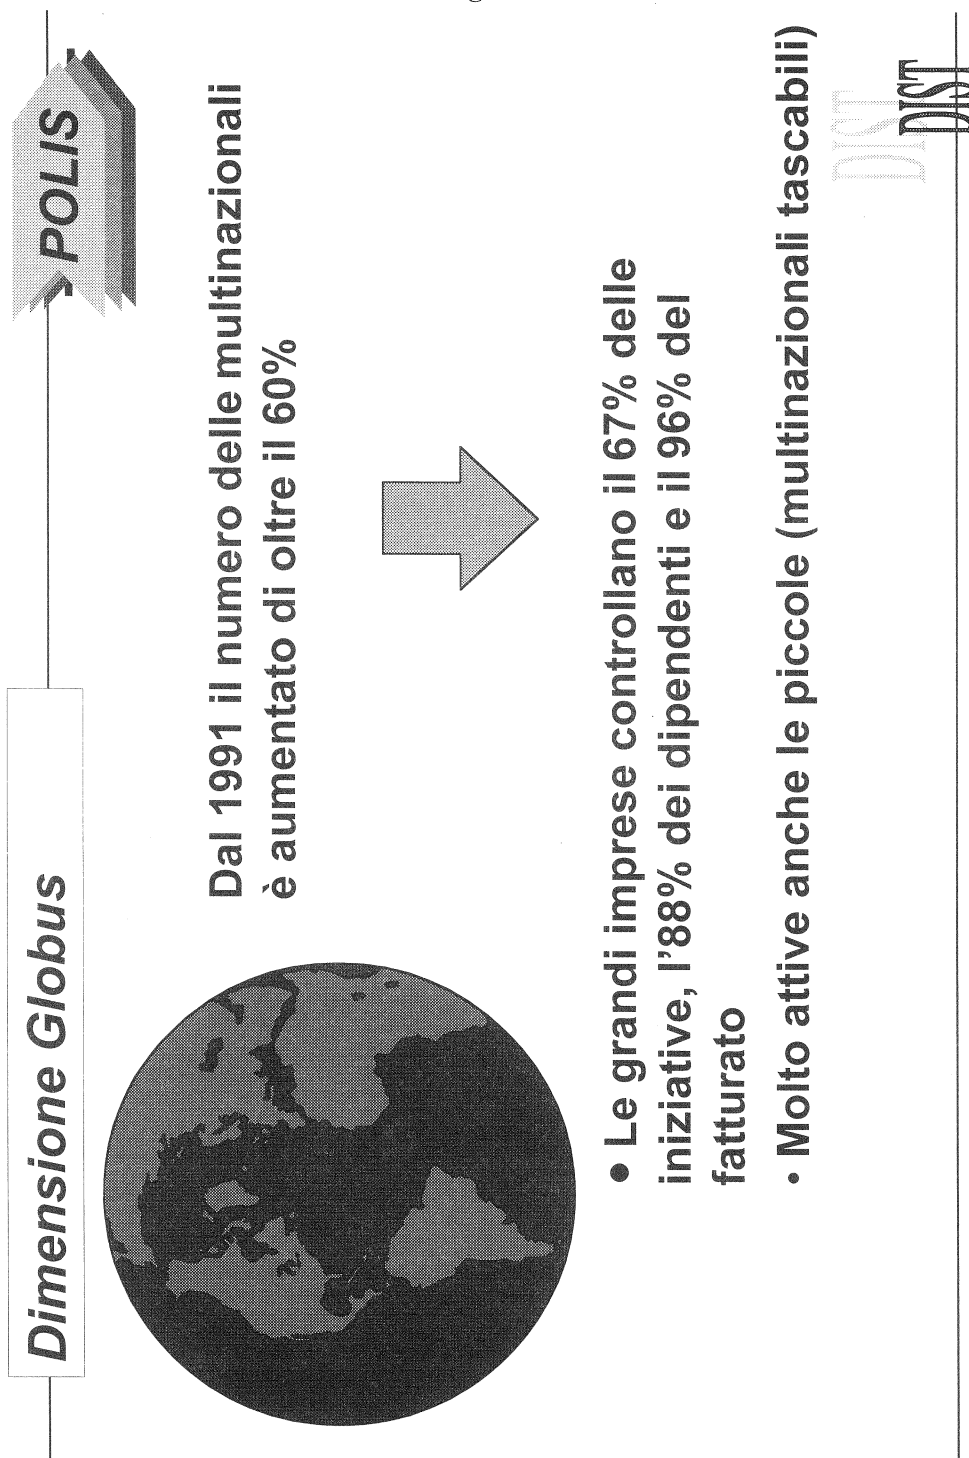 Dimensione Globus
POLIS
Dal 1991 il numero delle multinazionali
è aumentato di oltre il 60%
• Le grandi imprese controllano il 67% delle
iniziative, l'88% dei dipendenti e il 96% del
fatturato
• Molto attive anche le piccole (multinazionali tascabili)
DIST
DIST